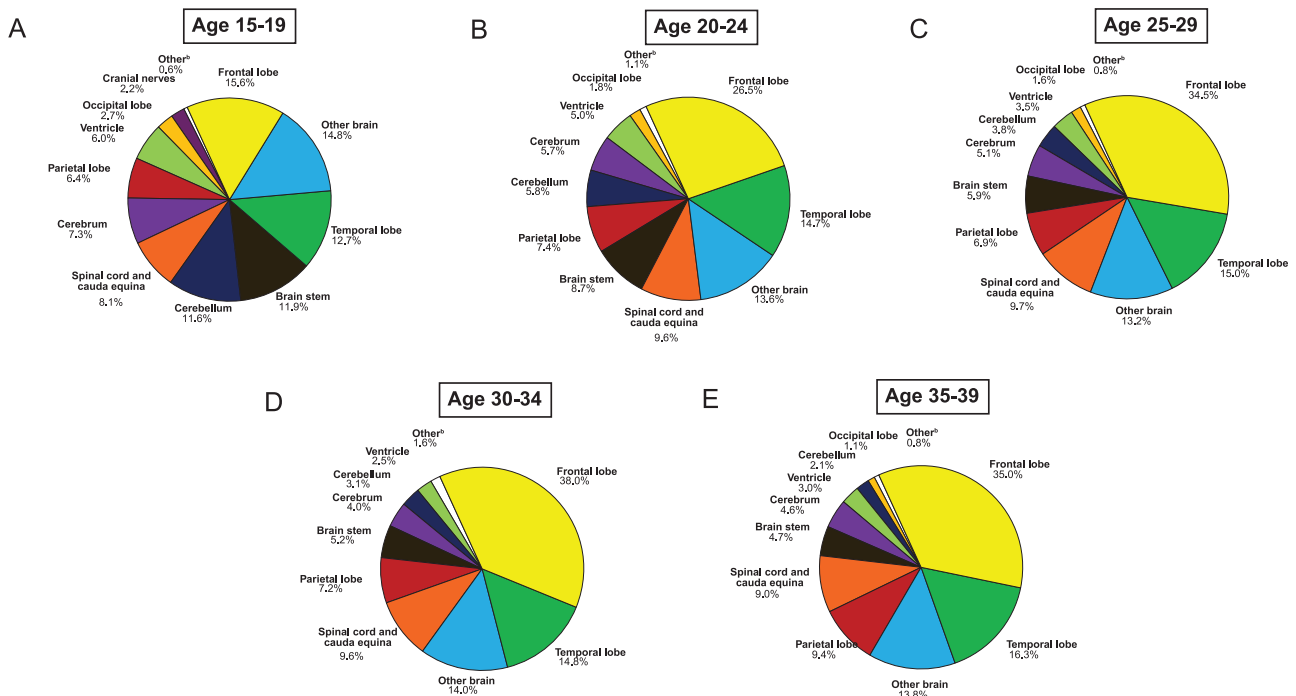 A
Age 15-19
Other^b
0.6%
Cranial nerves
2.2%
Occipital lobe
2.7%
Ventricle
6.0%
Parietal lobe
6.4%
Cerebrum
7.3%
Spinal cord and
cauda equina
8.1%
Cerebellum
11.6%
Brain stem
11.9%
Temporal lobe
12.7%
Other brain
14.8%
Frontal lobe
15.6%
B
Age 20-24
Other^b
1.1%
Occipital lobe
1.8%
Ventricle
5.0%
Cerebrum
5.7%
Cerebellum
5.8%
Parietal lobe
7.4%
Brain stem
8.7%
Spinal cord and
cauda equina
9.6%
Other brain
13.6%
Temporal lobe
14.7%
Frontal lobe
26.5%
C
Age 25-29
Other^b
0.8%
Occipital lobe
1.6%
Ventricle
3.5%
Cerebellum
3.8%
Cerebrum
5.1%
Brain stem
5.9%
Parietal lobe
6.9%
Spinal cord and
cauda equina
9.7%
Other brain
13.2%
Temporal lobe
15.0%
Frontal lobe
34.5%
D
Age 30-34
Other^b
1.6%
Ventricle
2.5%
Cerebellum
3.1%
Cerebrum
4.0%
Brain stem
5.2%
Parietal lobe
7.2%
Spinal cord and
cauda equina
9.6%
Other brain
14.0%
Temporal lobe
14.8%
Frontal lobe
38.0%
E
Age 35-39
Other^b
0.8%
Occipital lobe
1.1%
Cerebellum
2.1%
Ventricle
3.0%
Cerebrum
4.6%
Brain stem
4.7%
Spinal cord and
cauda equina
9.0%
Parietal lobe
9.4%
Other brain
13.8%
Temporal lobe
16.3%
Frontal lobe
35.0%